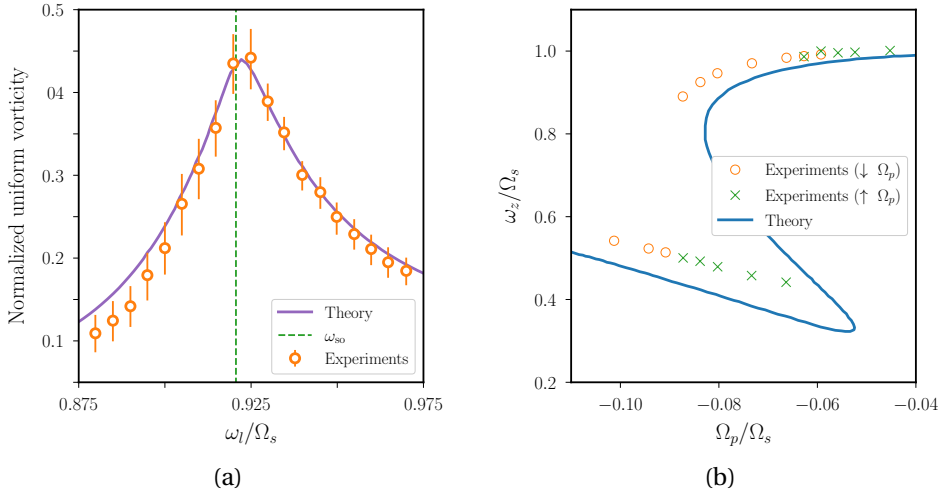 Normalized uniform vorticity
0.5
0.4
0.3
0.2
0.1
0.875
0.925
0.975
ω_l/Ω_s
Theory
ω_so
Experiments
(a)
ω_z/Ω_s
1.0
0.8
0.6
0.4
0.2
−0.10
−0.08
−0.06
−0.04
Ω_p/Ω_s
Experiments (↓ Ω_p)
Experiments (↑ Ω_p)
Theory
(b)